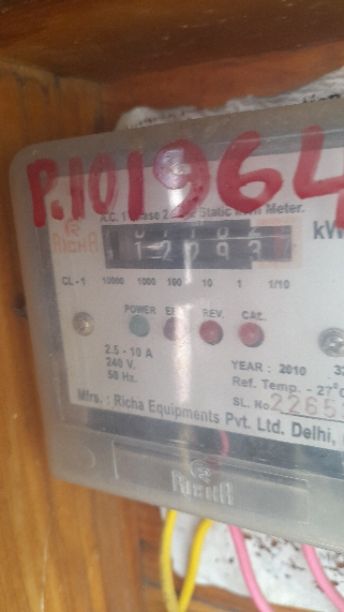 P.101964
RICHA
A.C. 1 Phase 2 Static Meter.
12093
kW
CL-1 10000 1000 100 10 1 1/10
POWER REV. CAL.
2.5 - 10 A
240 V.
50 Hz.
YEAR : 2010
Ref. Temp. - 27°
SL. No. 2265
Mfrs. : Richa Equipments Pvt. Ltd. Delhi,
RICHA